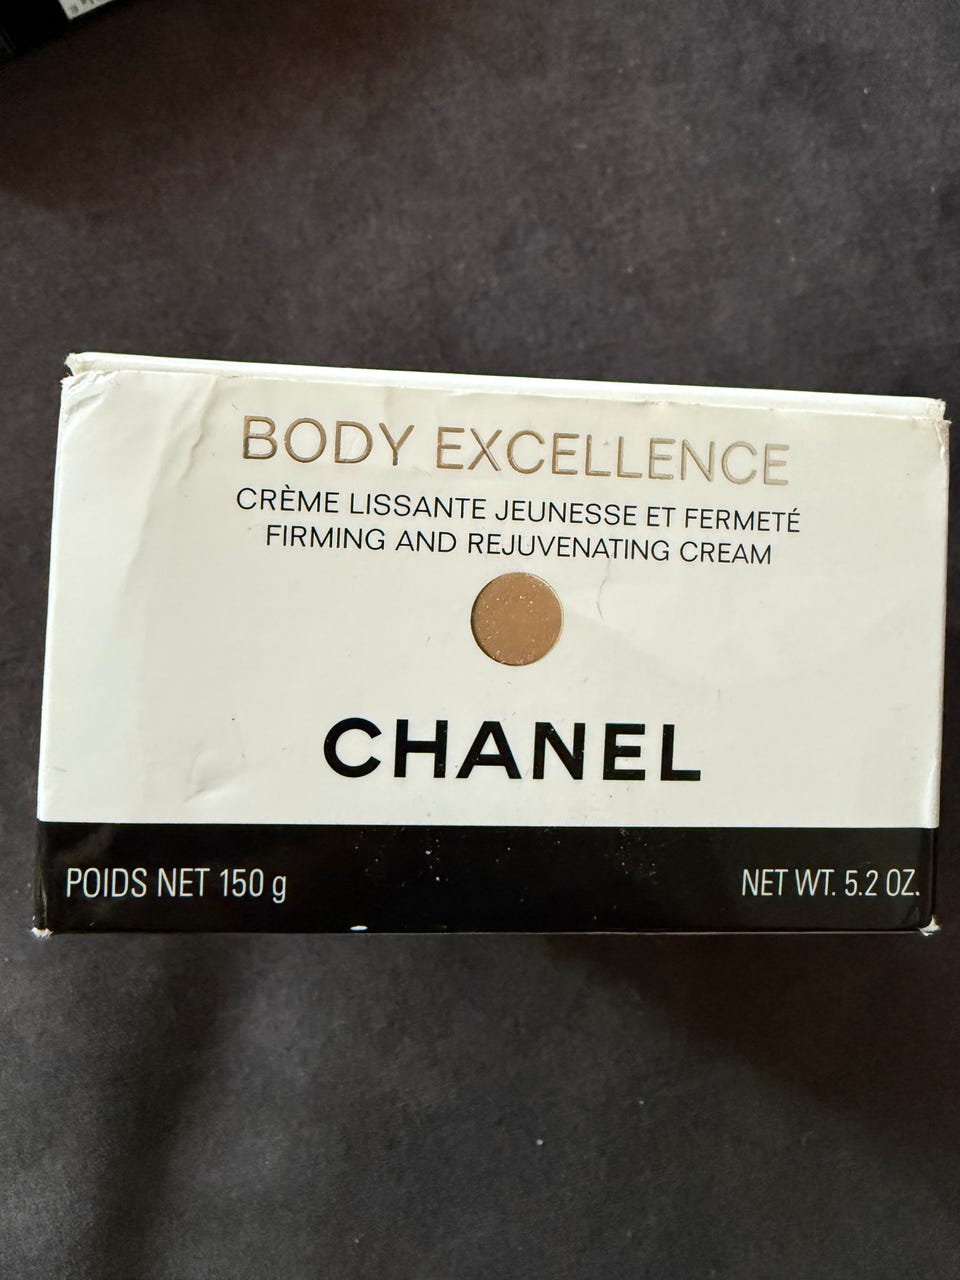 BODY EXCELLENCE
CRÈME LISSANTE JEUNESSE ET FERMETÉ
FIRMING AND REJUVENATING CREAM
CHANEL
POIDS NET 150 g NET WT. 5.2 OZ.